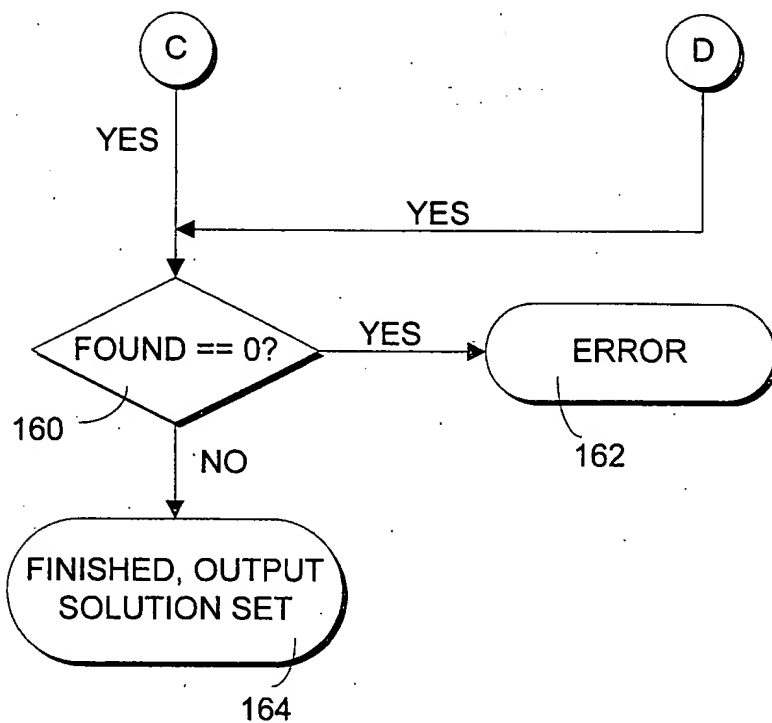 C
D
YES
YES
FOUND == 0?
YES
ERROR
160
162
NO
FINISHED, OUTPUT
SOLUTION SET
164